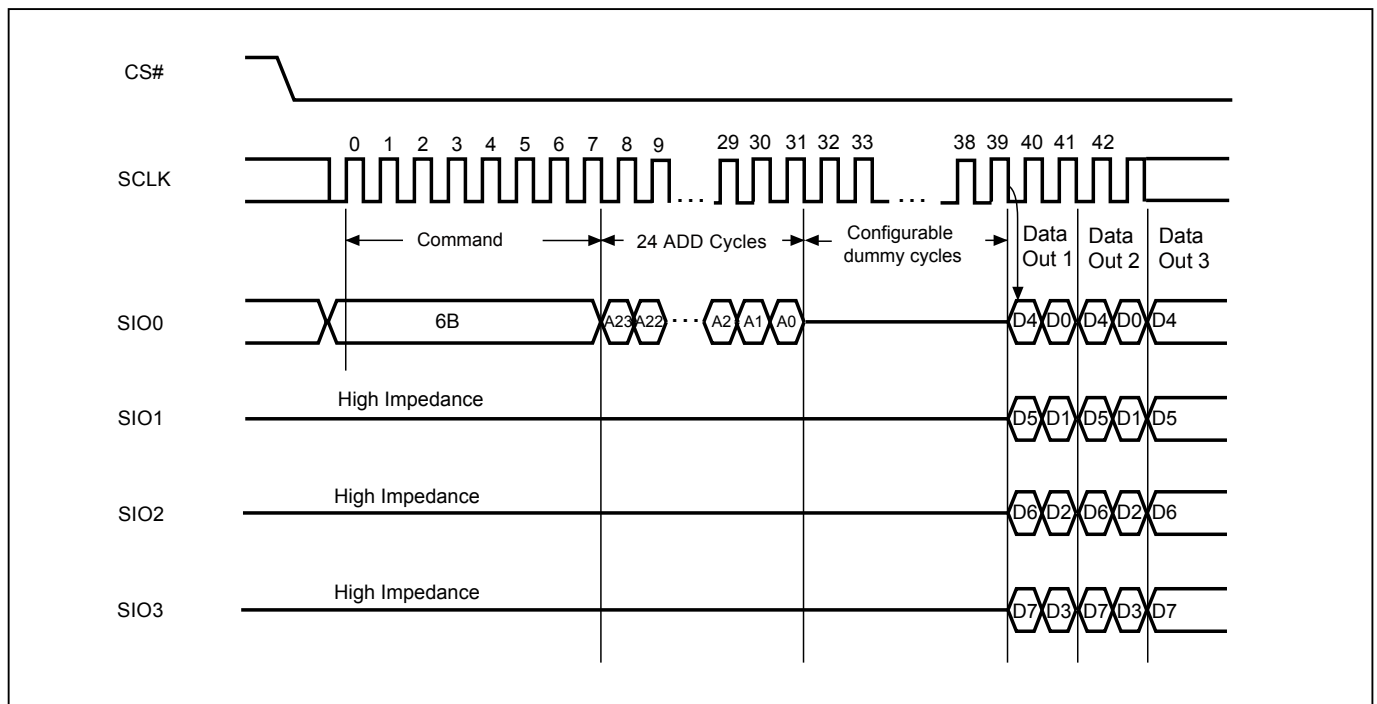 CS#
0 1 2 3 4 5 6 7 8 9 29 30 31 32 33 38 39 40 41 42
SCLK
. . . . . .
Command
24 ADD Cycles
Configurable
dummy cycles
Data
Out 1
Data
Out 2
Data
Out 3
SIO0
6B
A23 A22 . . . A2 A1 A0
D4 D0 D4 D0 D4
High Impedance
SIO1
D5 D1 D5 D1 D5
High Impedance
SIO2
D6 D2 D6 D2 D6
High Impedance
SIO3
D7 D3 D7 D3 D7